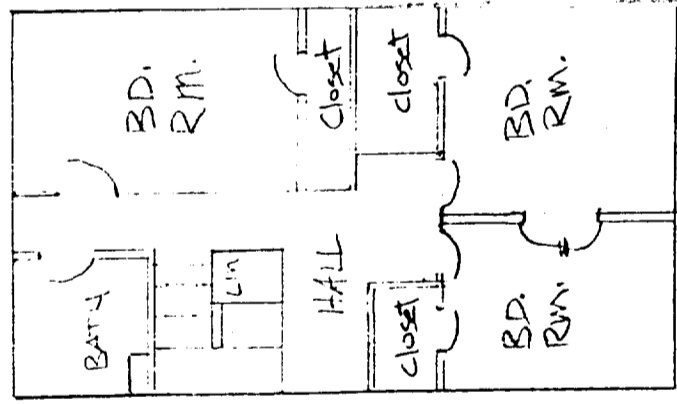 BD.
RM.
closet
closet
BD.
RM.
BATH
LIN
HALL
closet
BD.
RM.